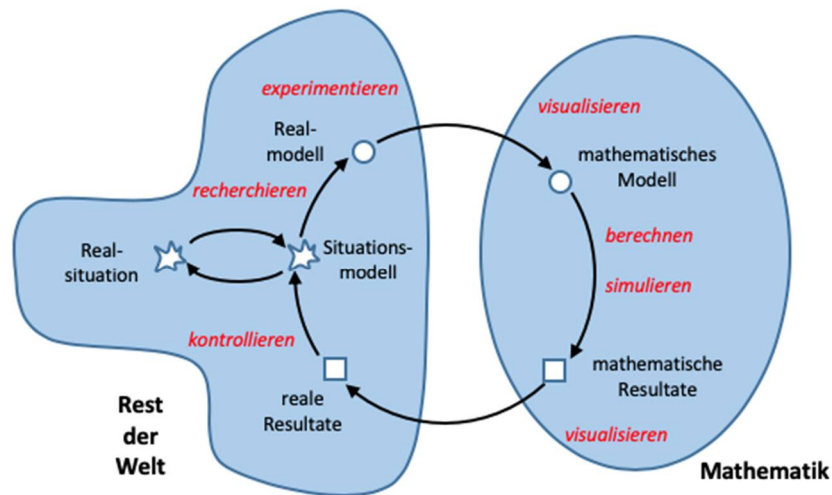 experimentieren
Real-
modell
recherchieren
Real-
situation
Situations-
modell
kontrollieren
reale
Resultate
Rest
der
Welt
visualisieren
mathematisches
Modell
berechnen
simulieren
mathematische
Resultate
visualisieren
Mathematik